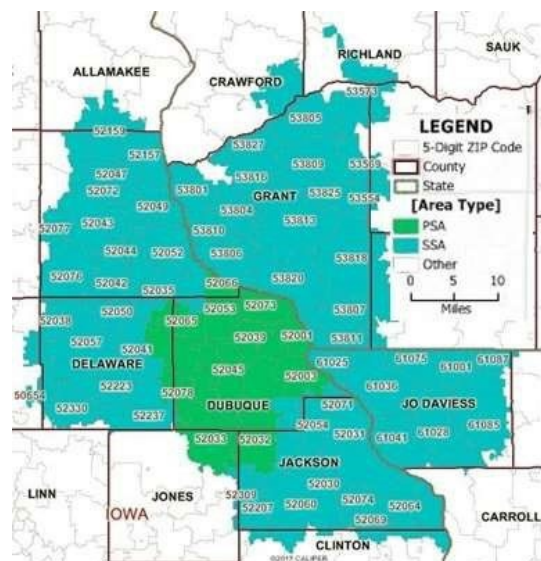 RICHLAND
SAUK
ALLAMAKEE
CRAWFORD
53573
53805
52159
53827
52157
53809
53569
52047
53816
52072
53801
GRANT
53825
53554
52049
53804
53813
52077
52043
53810
52044
52052
53806
53818
52076
52042
52035
52066
53820
52038
52050
52065
52053
52073
53807
52057
52041
52039
52001
53811
DELAWARE
52045
61025
61075
61001
61087
50654
52223
52078
52003
61036
JO DAVIESS
52330
52237
DUBUQUE
52071
52054
52031
61041
61028
61085
52033
52032
JACKSON
LINN
JONES
52309
52030
52207
52060
52074
52064
52069
IOWA
CARROLL
CLINTON
LEGEND
5-Digit ZIP Code
County
State
[Area Type]
PSA
SSA
Other
0 5 10
Miles
©2015 CALIPER